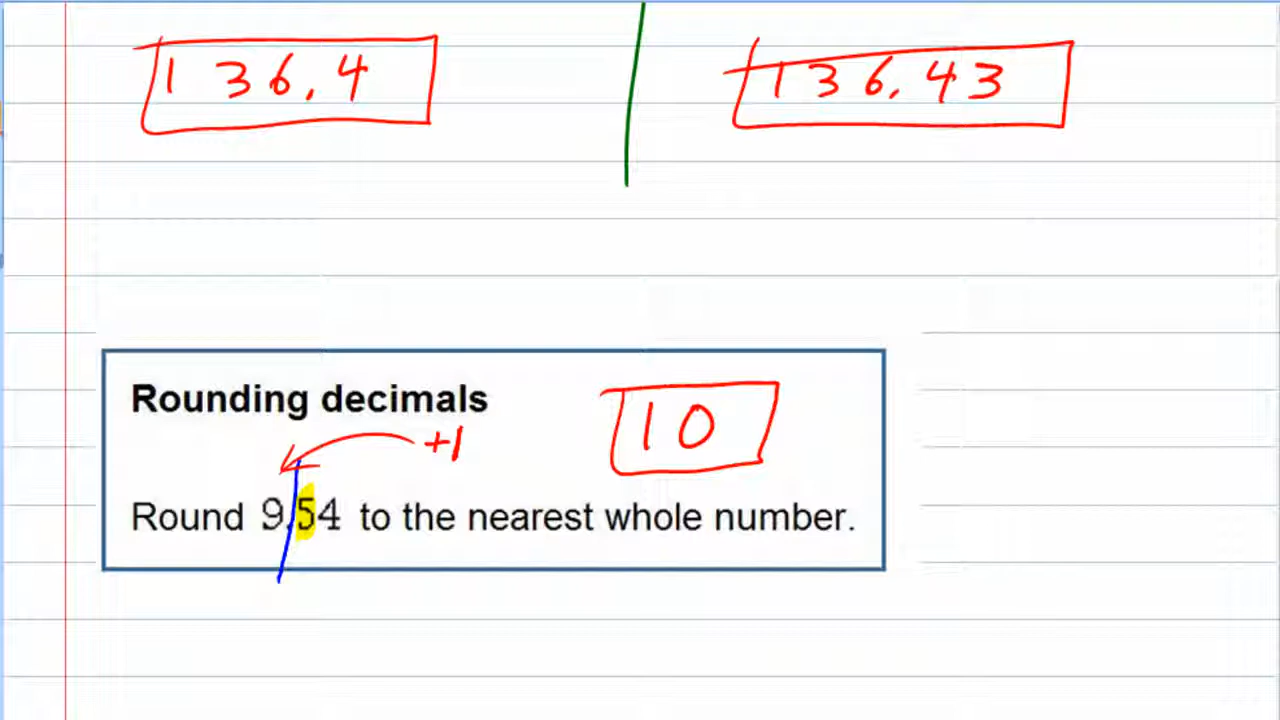 136.4 136.43
Rounding decimals
10
+1
Round 9.54 to the nearest whole number.